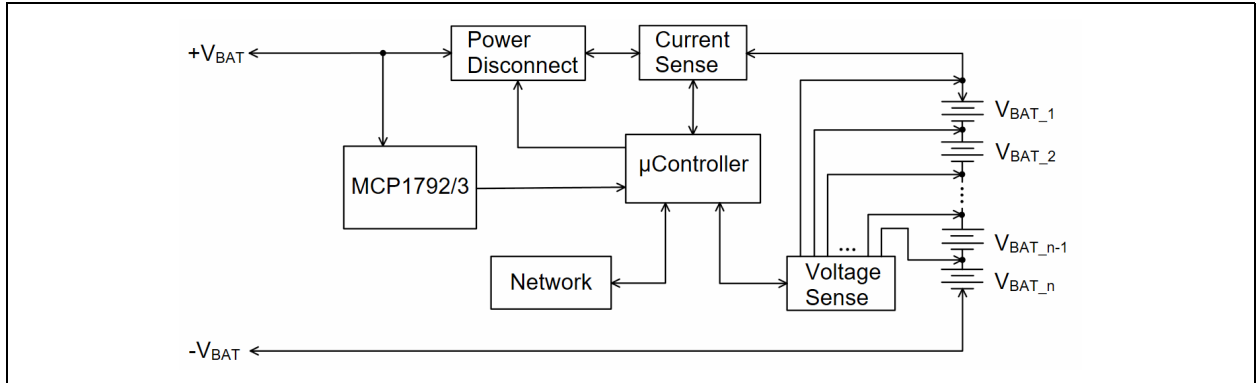 +VBAT
Power
Disconnect
Current
Sense
VBAT_1
VBAT_2
MCP1792/3
µController
...
VBAT_n-1
Network
Voltage
Sense
VBAT_n
-VBAT